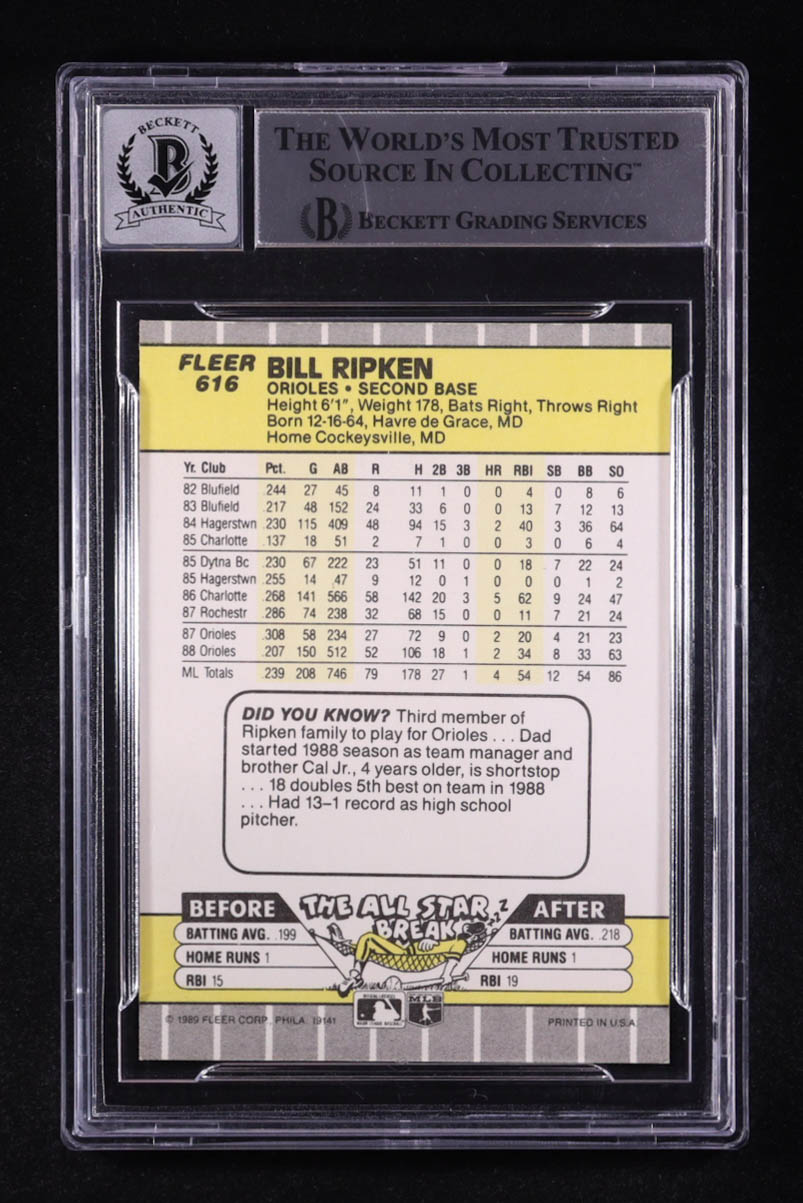 BECKETT
B
AUTHENTIC
THE WORLD'S MOST TRUSTED
SOURCE IN COLLECTING™
B BECKETT GRADING SERVICES
FLEER
616
BILL RIPKEN
ORIOLES • SECOND BASE
Height 6'1", Weight 178, Bats Right, Throws Right
Born 12-16-64, Havre de Grace, MD
Home Cockeysville, MD
Yr. Club Pct. G AB R H 2B 3B HR RBI SB BB SO
82 Blufield .244 27 45 8 11 1 0 0 4 0 8 6
83 Blufield .217 48 152 24 33 6 0 0 13 7 12 13
84 Hagerstwn .230 115 409 48 94 15 3 2 40 3 36 64
85 Charlotte .137 18 51 2 7 1 0 0 3 0 6 4
85 Dytna Bc .230 67 222 23 51 11 0 0 18 7 22 24
85 Hagerstwn .255 14 47 9 12 0 1 0 0 0 1 2
86 Charlotte .268 141 566 58 142 20 3 5 62 9 24 47
87 Rochestr .286 74 238 32 68 15 0 0 11 7 21 24
87 Orioles .308 58 234 27 72 9 0 2 20 4 21 23
88 Orioles .207 150 512 52 106 18 1 2 34 8 33 63
ML Totals .239 208 746 79 178 27 1 4 54 12 54 86
DID YOU KNOW? Third member of
Ripken family to play for Orioles . . . Dad
started 1988 season as team manager and
brother Cal Jr., 4 years older, is shortstop
. . . 18 doubles 5th best on team in 1988
. . . Had 13–1 record as high school
pitcher.
BEFORE THE ALL STAR BREAK ZZZ AFTER
BATTING AVG. .199 BATTING AVG. .218
HOME RUNS 1 HOME RUNS 1
RBI 15 RBI 19
MLB
© 1989 FLEER CORP., PHILA. 19141 PRINTED IN U.S.A.